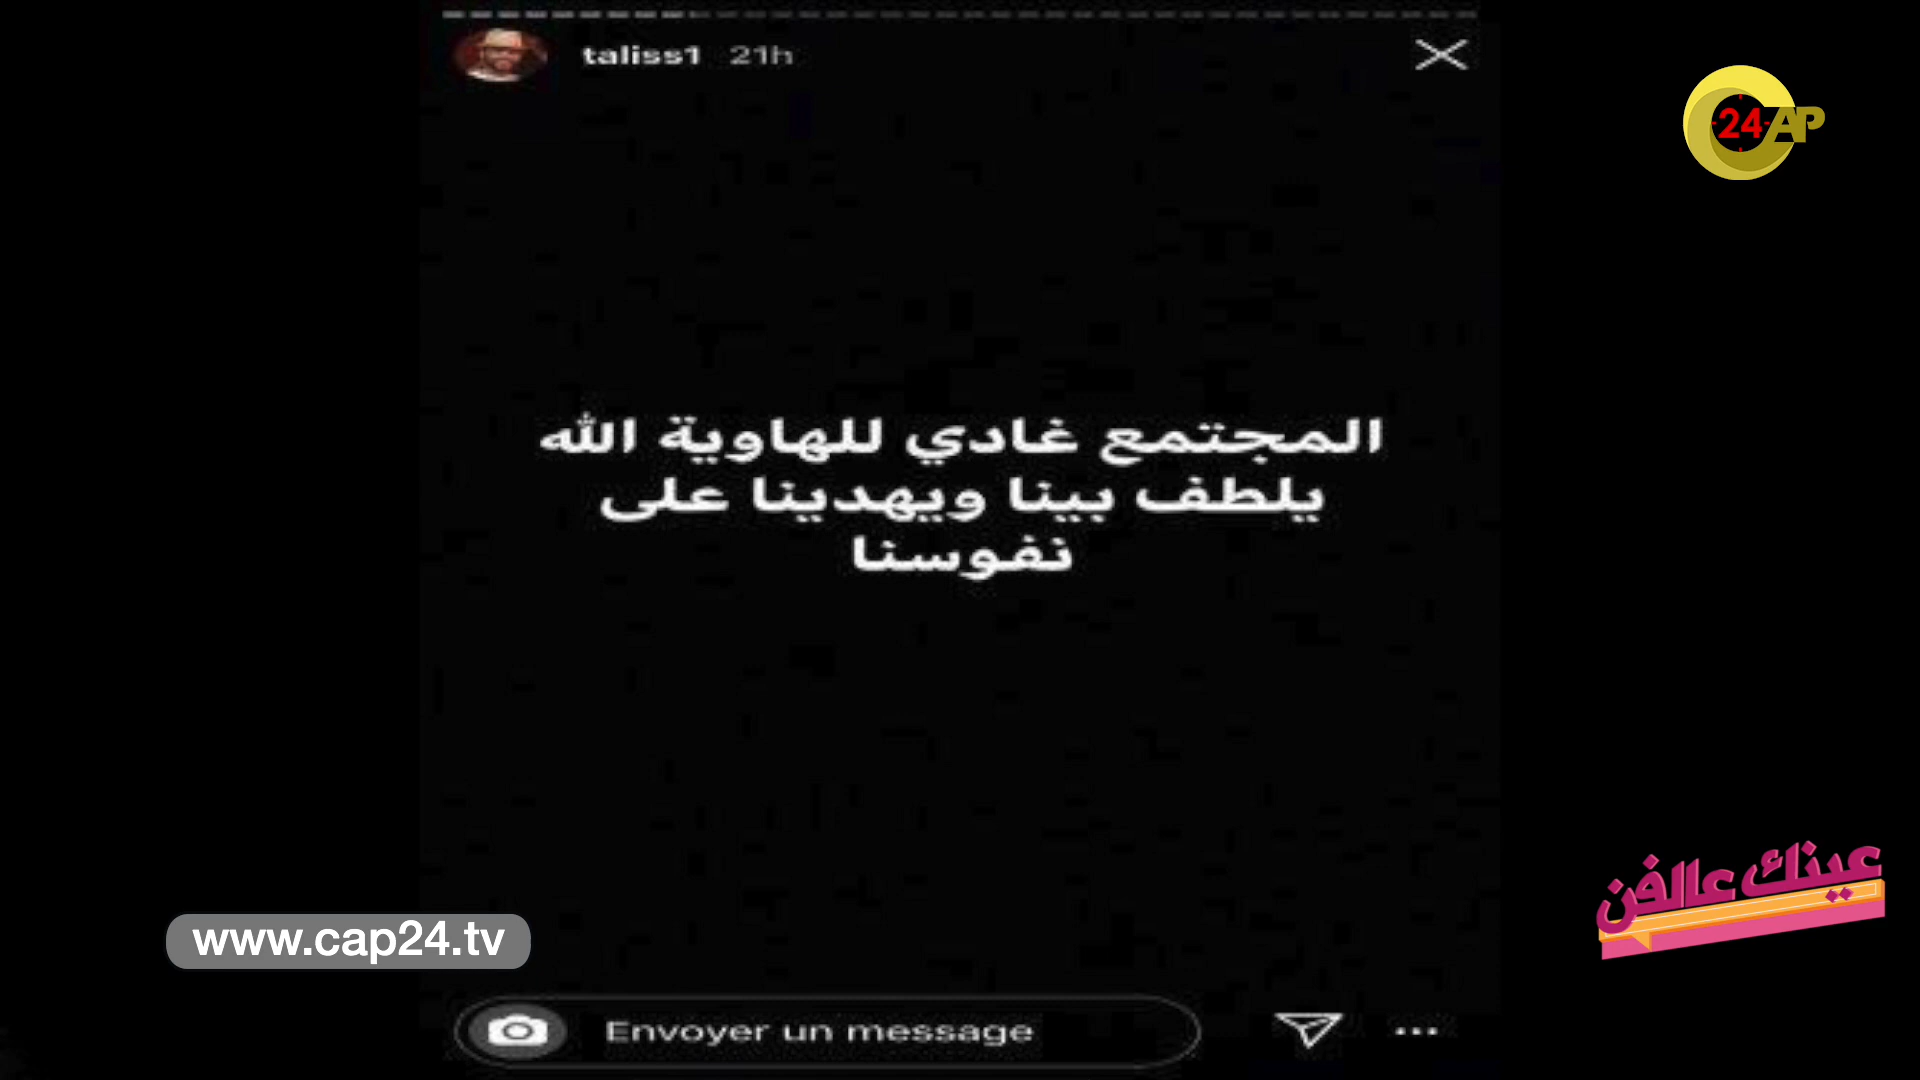 taliss1 21h
24 AP
المجتمع غادي للهاوية الله
يلطف بينا ويهدينا على
نفوسنا
عينك عالفن
www.cap24.tv
Envoyer un message